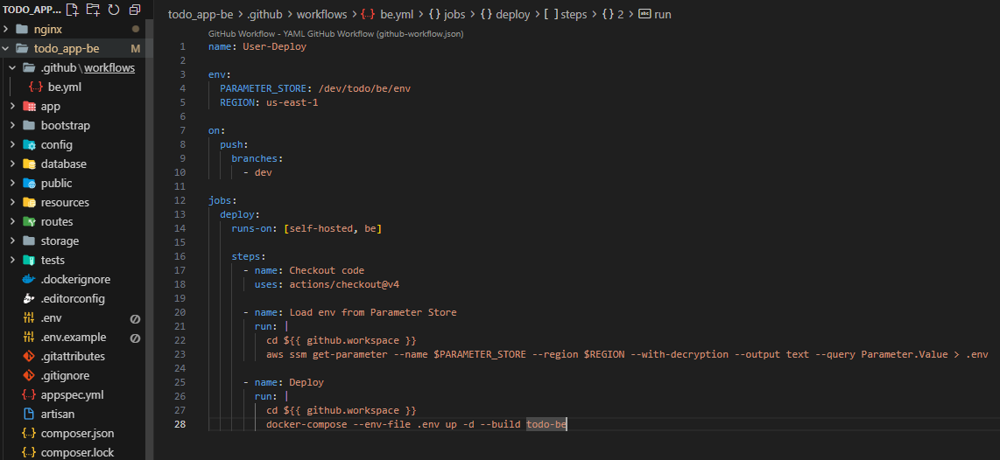 TODO_APP...
nginx
todo_app-be M
.github\workflows
be.yml
app
bootstrap
config
database
public
resources
routes
storage
tests
.dockerignore
.editorconfig
.env
.env.example
.gitattributes
.gitignore
appspec.yml
artisan
composer.json
composer.lock
todo_app-be > .github > workflows > be.yml > {} jobs > {} deploy > [ ] steps > {} 2 > abc run
GitHub Workflow - YAML GitHub Workflow (github-workflow.json)
1 name: User-Deploy
2
3 env:
4   PARAMETER_STORE: /dev/todo/be/env
5   REGION: us-east-1
6
7 on:
8   push:
9     branches:
10       - dev
11
12 jobs:
13   deploy:
14     runs-on: [self-hosted, be]
15
16     steps:
17       - name: Checkout code
18         uses: actions/checkout@v4
19
20       - name: Load env from Parameter Store
21         run: |
22           cd ${{ github.workspace }}
23           aws ssm get-parameter --name $PARAMETER_STORE --region $REGION --with-decryption --output text --query Parameter.Value > .env
24
25       - name: Deploy
26         run: |
27           cd ${{ github.workspace }}
28           docker-compose --env-file .env up -d --build todo-be